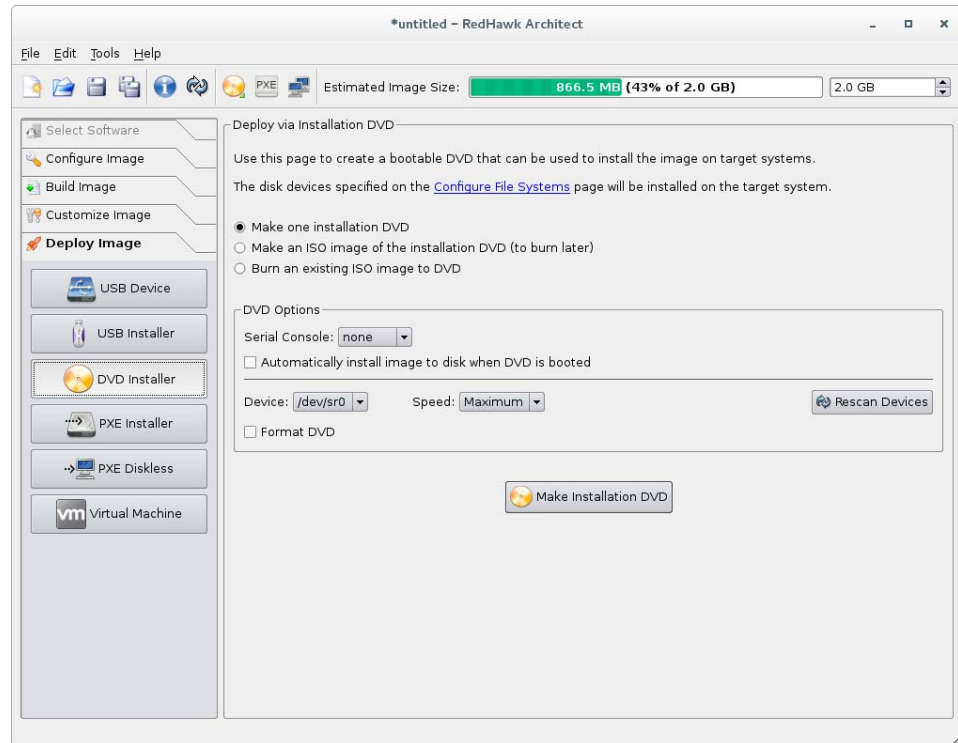 *untitled – RedHawk Architect
File Edit Tools Help
PXE Estimated Image Size: 866.5 MB (43% of 2.0 GB) 2.0 GB
Select Software
Configure Image
Build Image
Customize Image
Deploy Image
USB Device
USB Installer
DVD Installer
PXE Installer
PXE Diskless
vm Virtual Machine
Deploy via Installation DVD
Use this page to create a bootable DVD that can be used to install the image on target systems.
The disk devices specified on the Configure File Systems page will be installed on the target system.
Make one installation DVD
Make an ISO image of the installation DVD (to burn later)
Burn an existing ISO image to DVD
DVD Options
Serial Console: none
Automatically install image to disk when DVD is booted
Device: /dev/sr0 Speed: Maximum Rescan Devices
Format DVD
Make Installation DVD